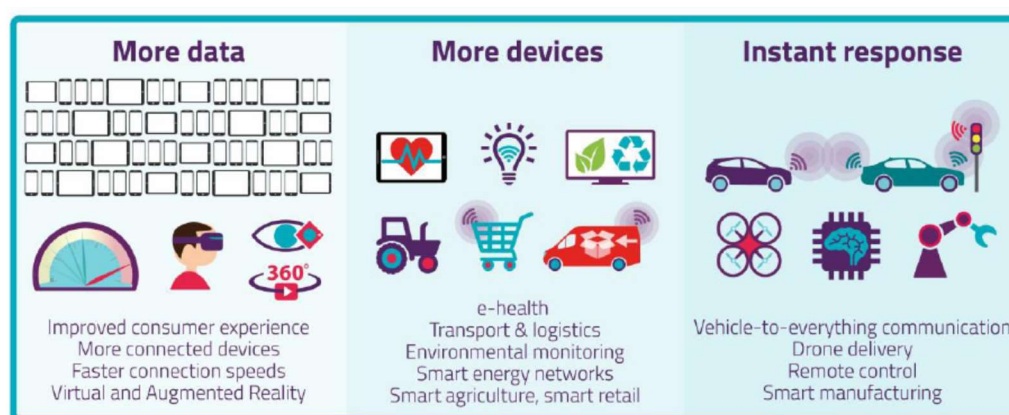 More data
360°
Improved consumer experience
More connected devices
Faster connection speeds
Virtual and Augmented Reality
More devices
e-health
Transport & logistics
Environmental monitoring
Smart energy networks
Smart agriculture, smart retail
Instant response
Vehicle-to-everything communication
Drone delivery
Remote control
Smart manufacturing